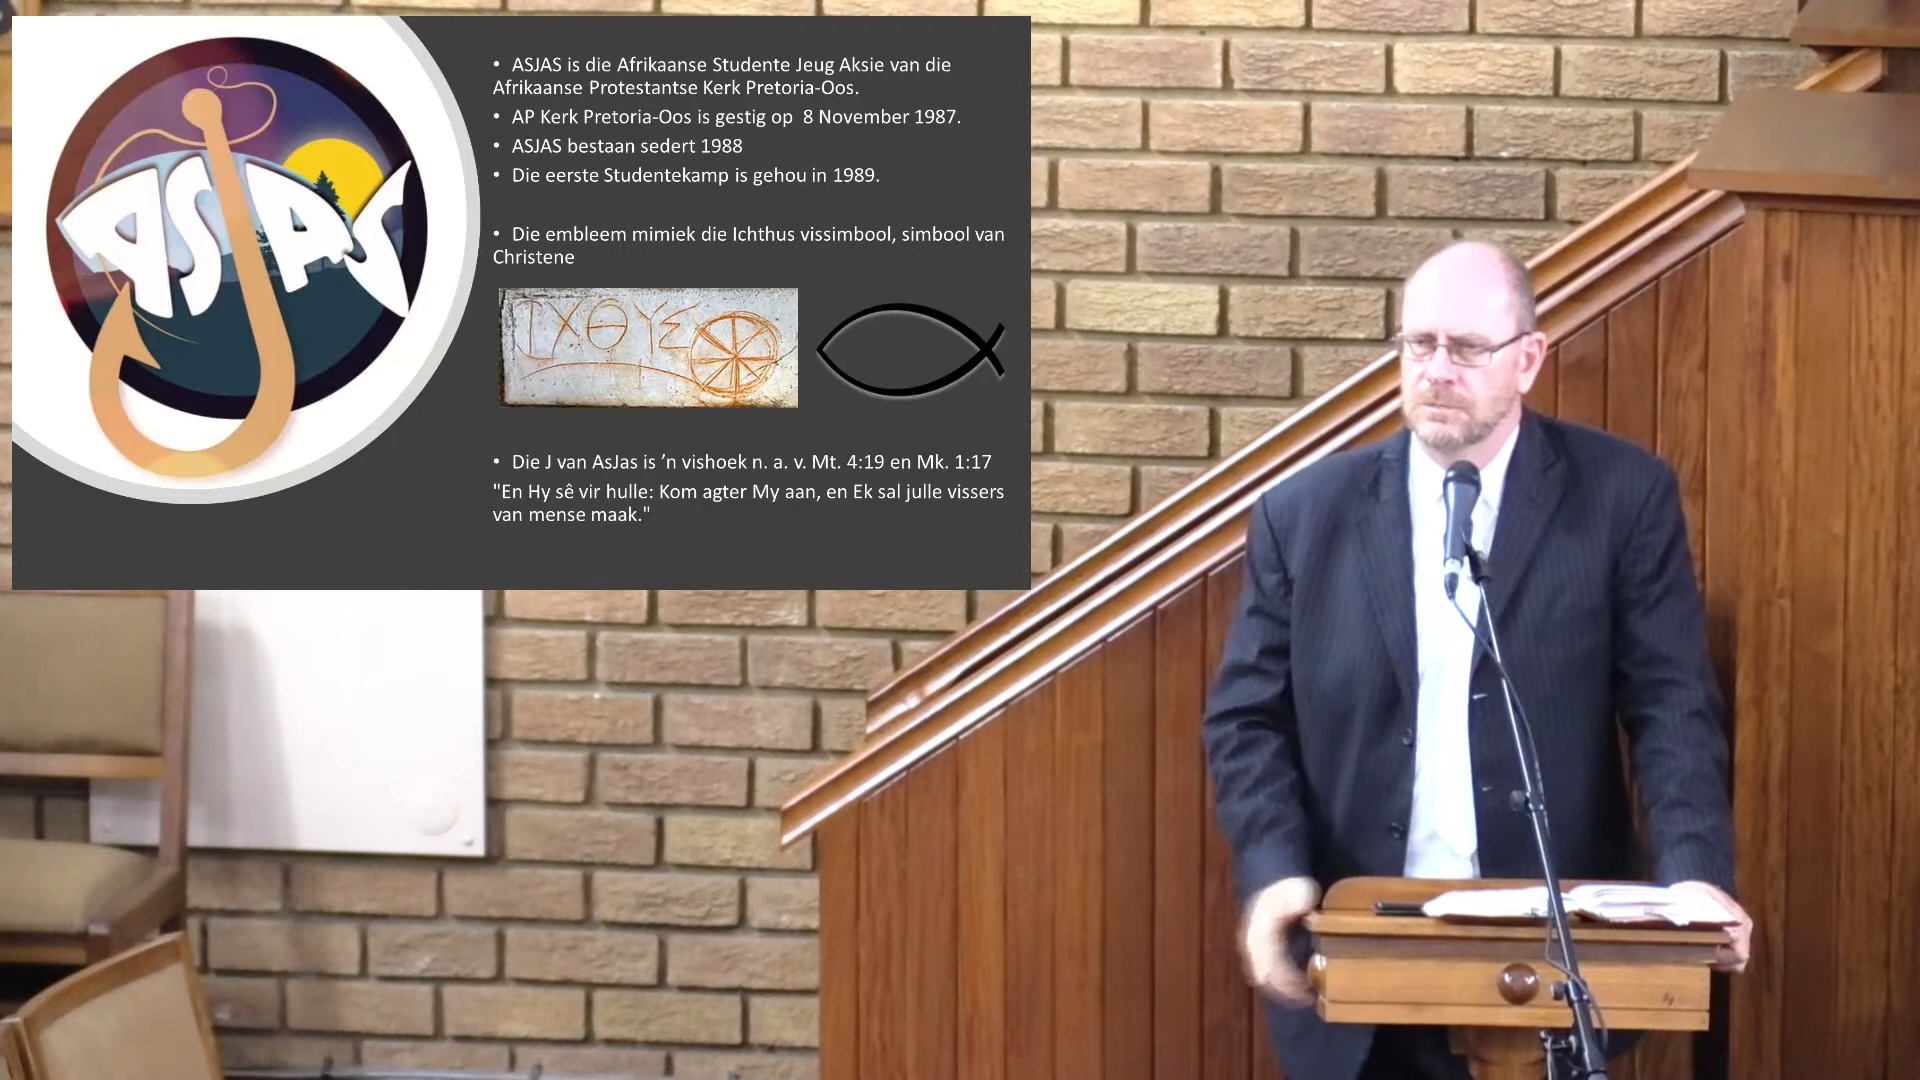 ASJAS
• ASJAS is die Afrikaanse Studente Jeug Aksie van die
Afrikaanse Protestantse Kerk Pretoria-Oos.
• AP Kerk Pretoria-Oos is gestig op  8 November 1987.
• ASJAS bestaan sedert 1988
• Die eerste Studentekamp is gehou in 1989.
• Die embleem mimiek die Ichthus vissimbool, simbool van
Christene
ΙΧΘΥΣ
• Die J van AsJas is ’n vishoek n. a. v. Mt. 4:19 en Mk. 1:17
"En Hy sê vir hulle: Kom agter My aan, en Ek sal julle vissers
van mense maak."